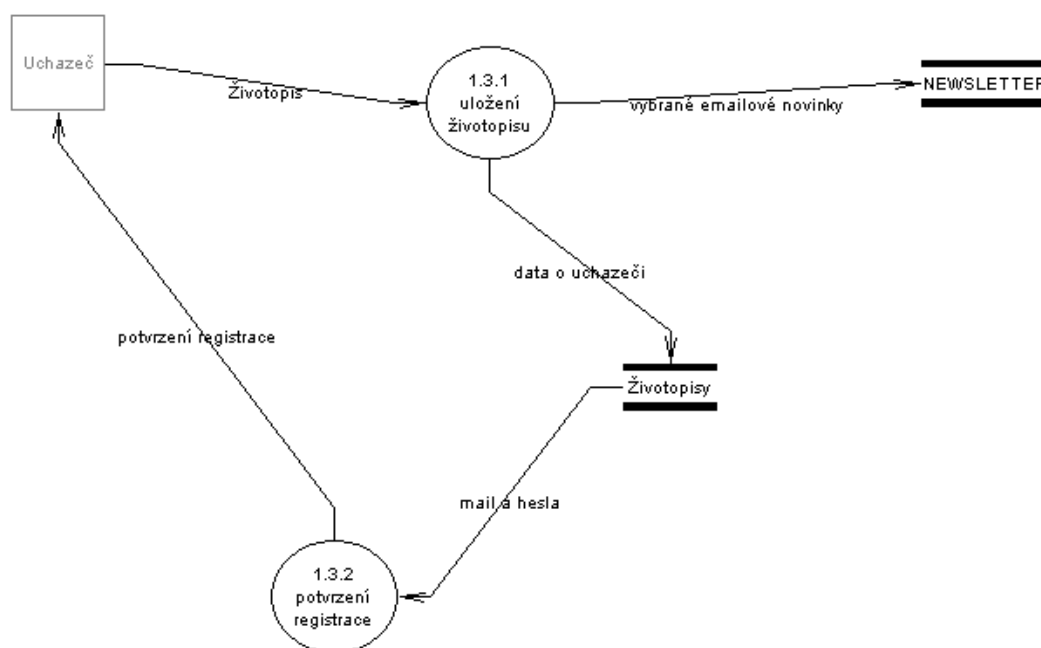 Uchazeč
Životopis
1.3.1
uložení
životopisu
vybrané emailové novinky
NEWSLETTER
data o uchazeči
potvrzení registrace
Životopisy
mail a hesla
1.3.2
potvrzení
registrace